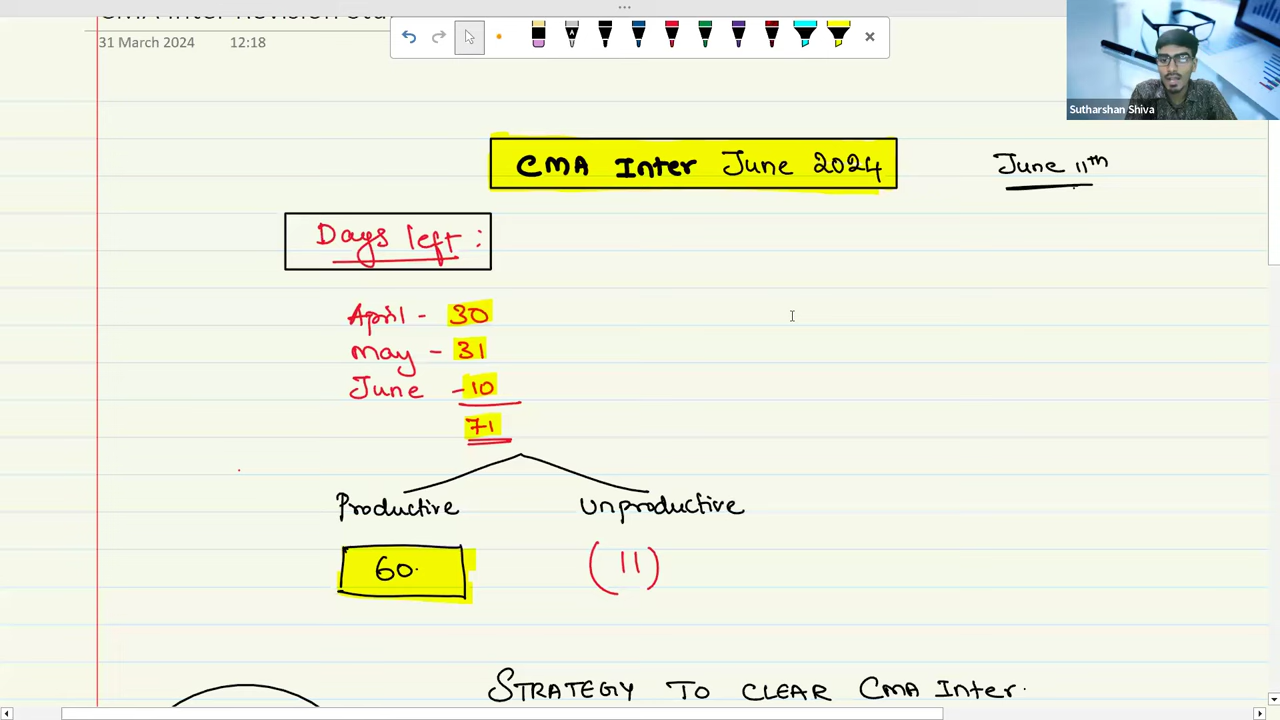 31 March 2024 12:18
Sutharshan Shiva
CMA Inter June 2024
June 11th
Days left :
April - 30
May - 31
June - 10
71
Productive Unproductive
60 (11)
STRATEGY TO CLEAR CMA Inter.